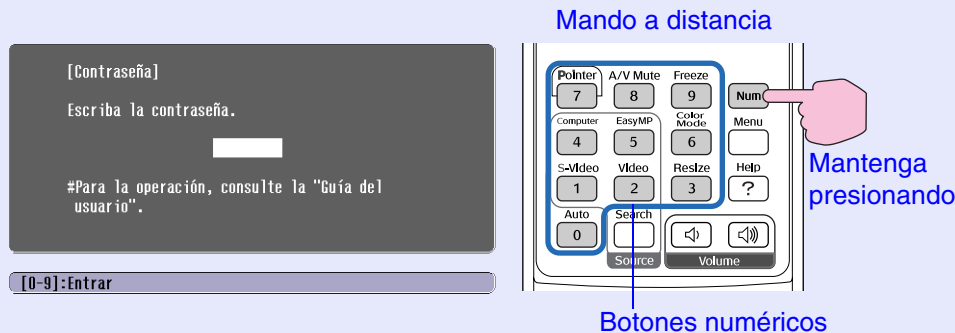 Mando a distancia
[Contraseña]
Escriba la contraseña.
#Para la operación, consulte la "Guía del
usuario".
[0-9]:Entrar
Pointer A/V Mute Freeze
7 8 9 Num
Computer EasyMP Color Mode Menu
4 5 6
S-Video Video Resize Help
1 2 3 ?
Auto Search
0
Source Volume
Mantenga
presionando
Botones numéricos